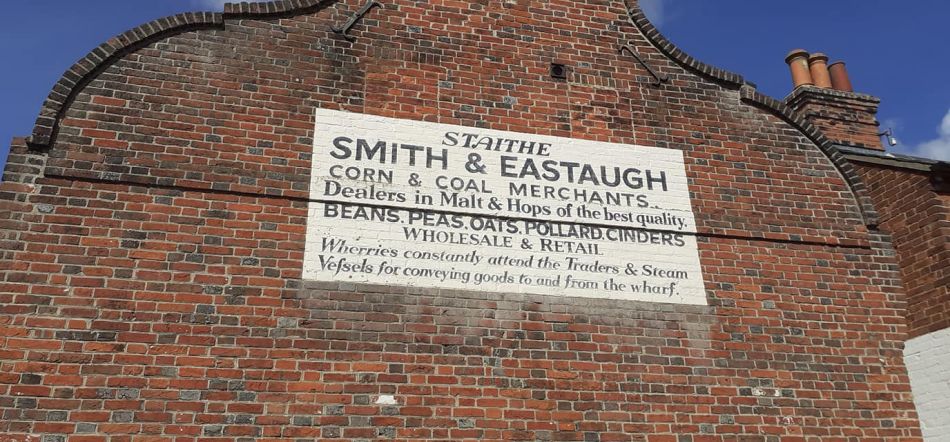 STAITHE
SMITH & EASTAUGH
CORN & COAL MERCHANTS..
Dealers in Malt & Hops of the best quality.
BEANS. PEAS. OATS. POLLARD. CINDERS
WHOLESALE & RETAIL
Wherries constantly attend the Traders & Steam
Veſsels for conveying goods to and from the wharf.